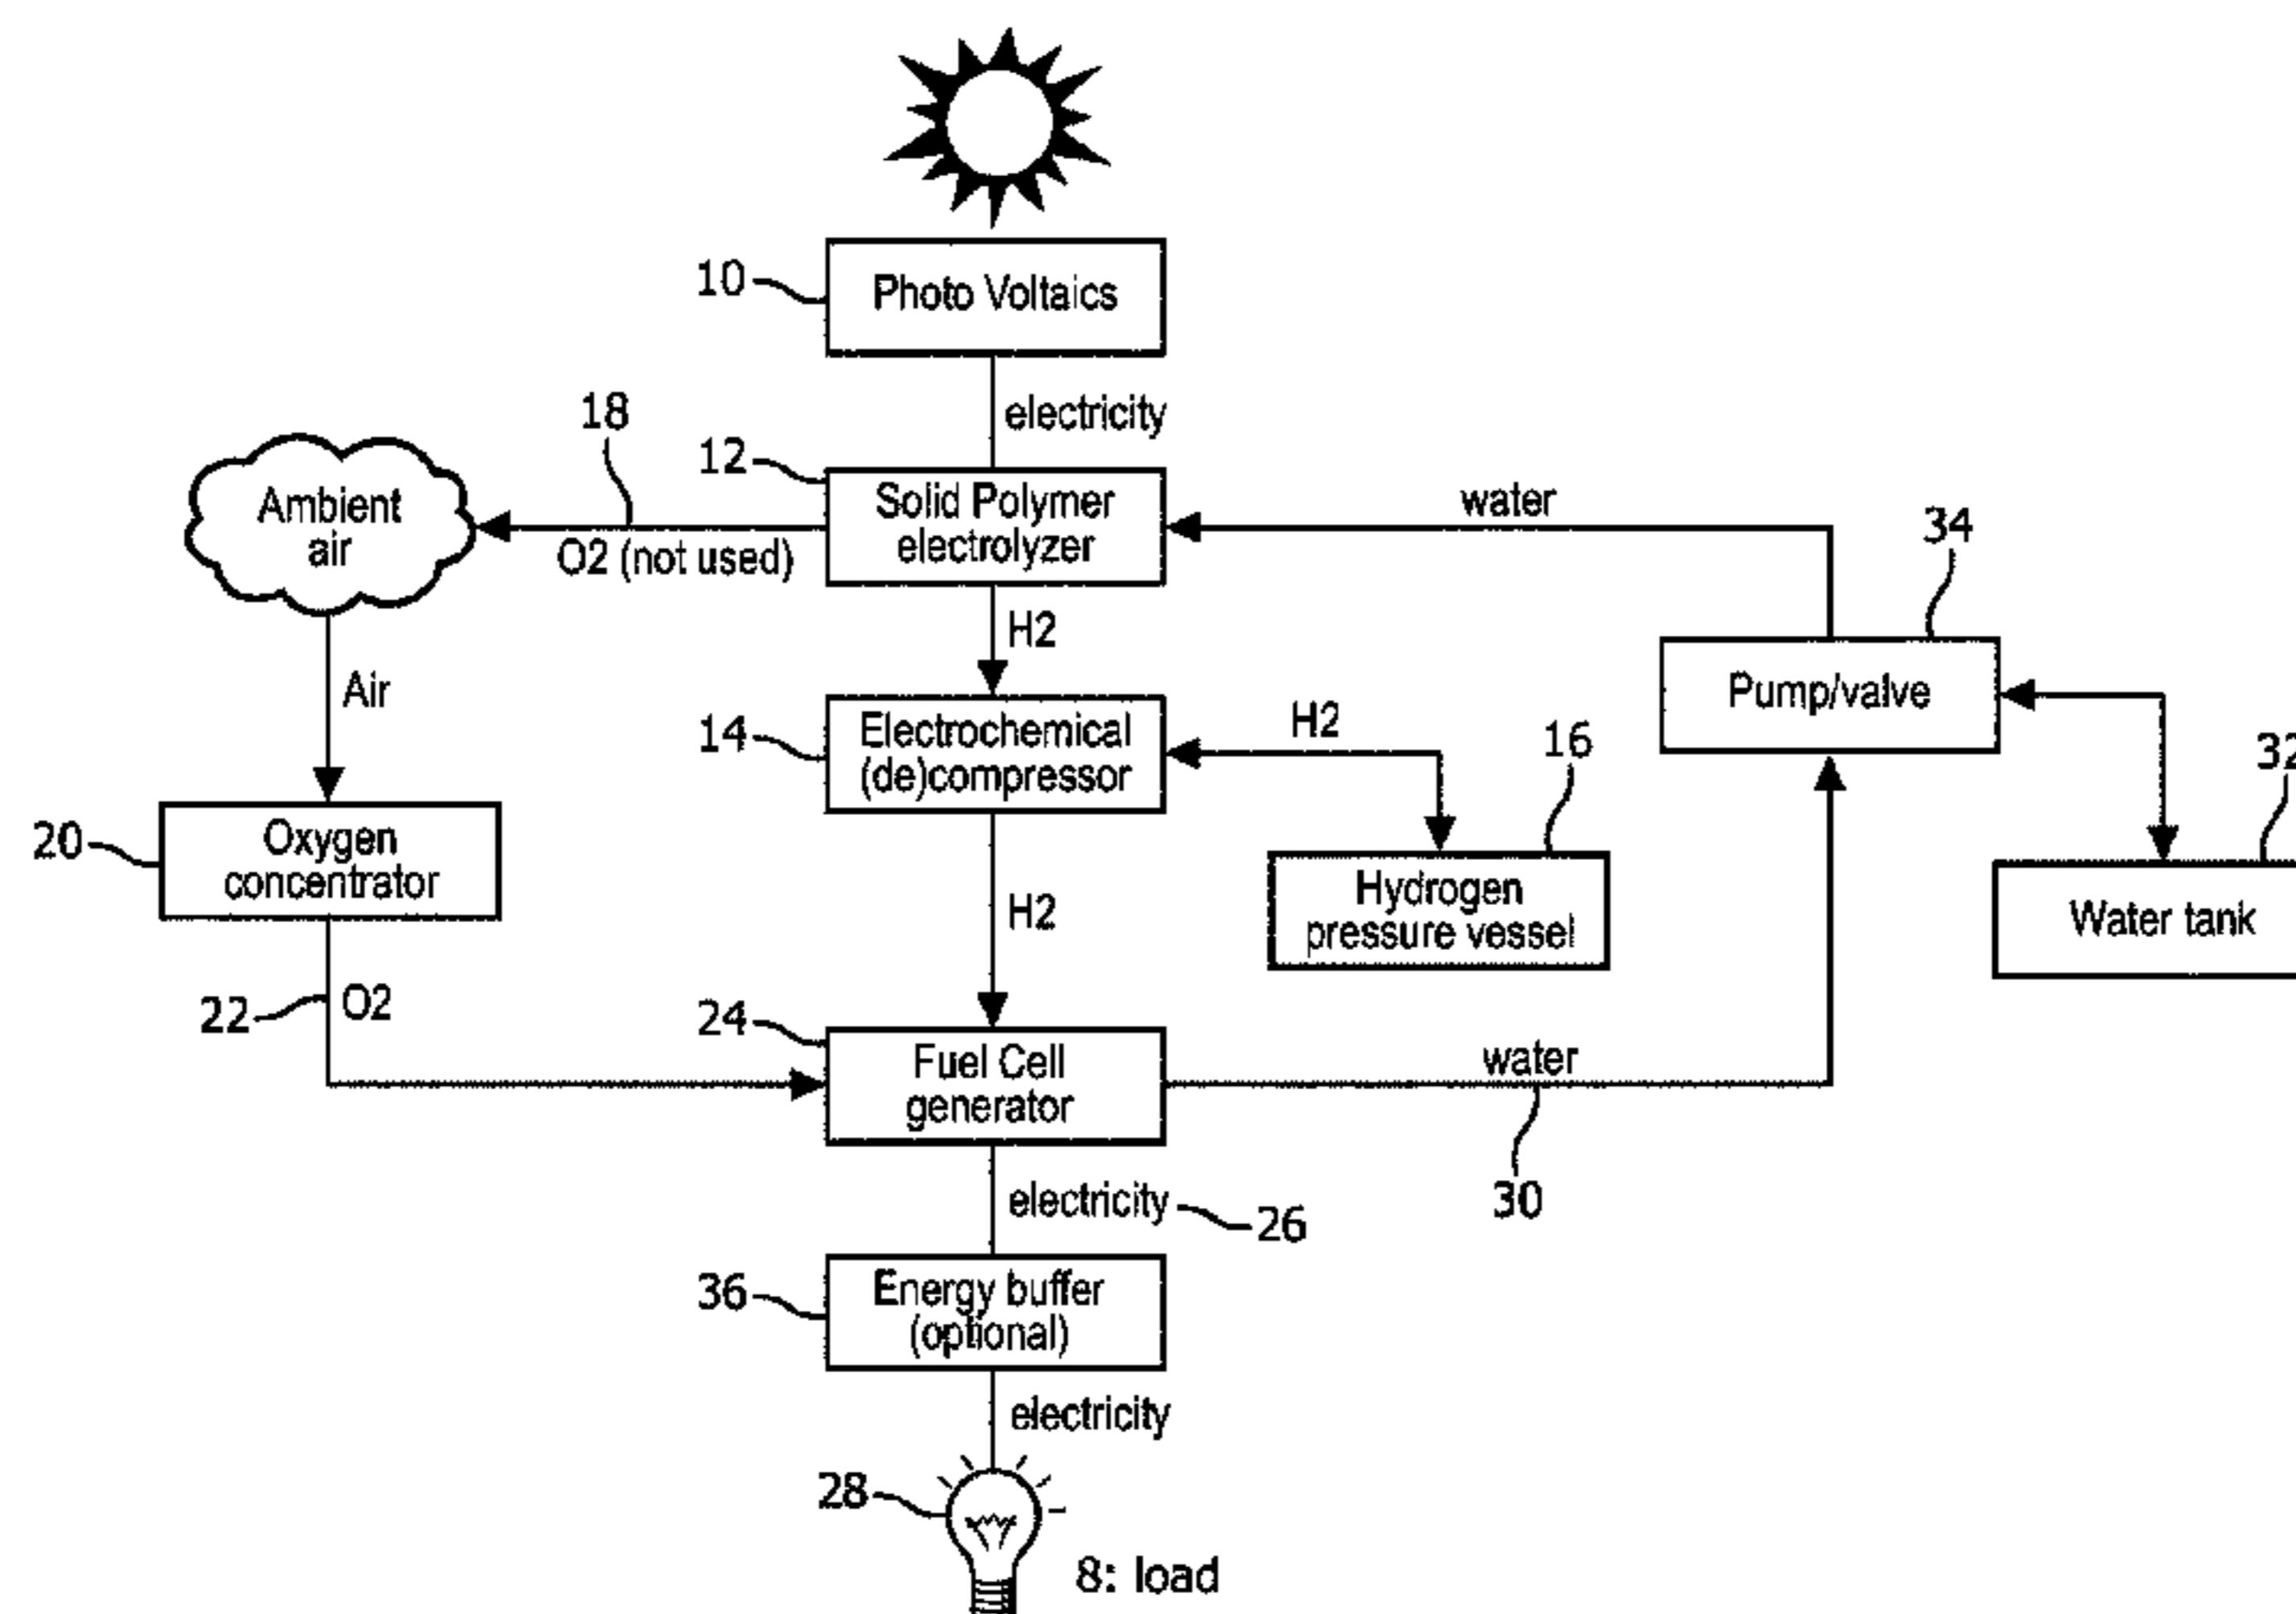 10
Photo Voltaics
electricity
18
12
Solid Polymer
electrolyzer
water
34
Ambient
air
O2 (not used)
H2
Air
Pump/valve
14
Electrochemical
(de)compressor
H2
16
32
20
Oxygen
concentrator
H2
Hydrogen
pressure vessel
Water tank
22
O2
24
Fuel Cell
generator
water
30
electricity
26
36
Energy buffer
(optional)
electricity
28
8: load